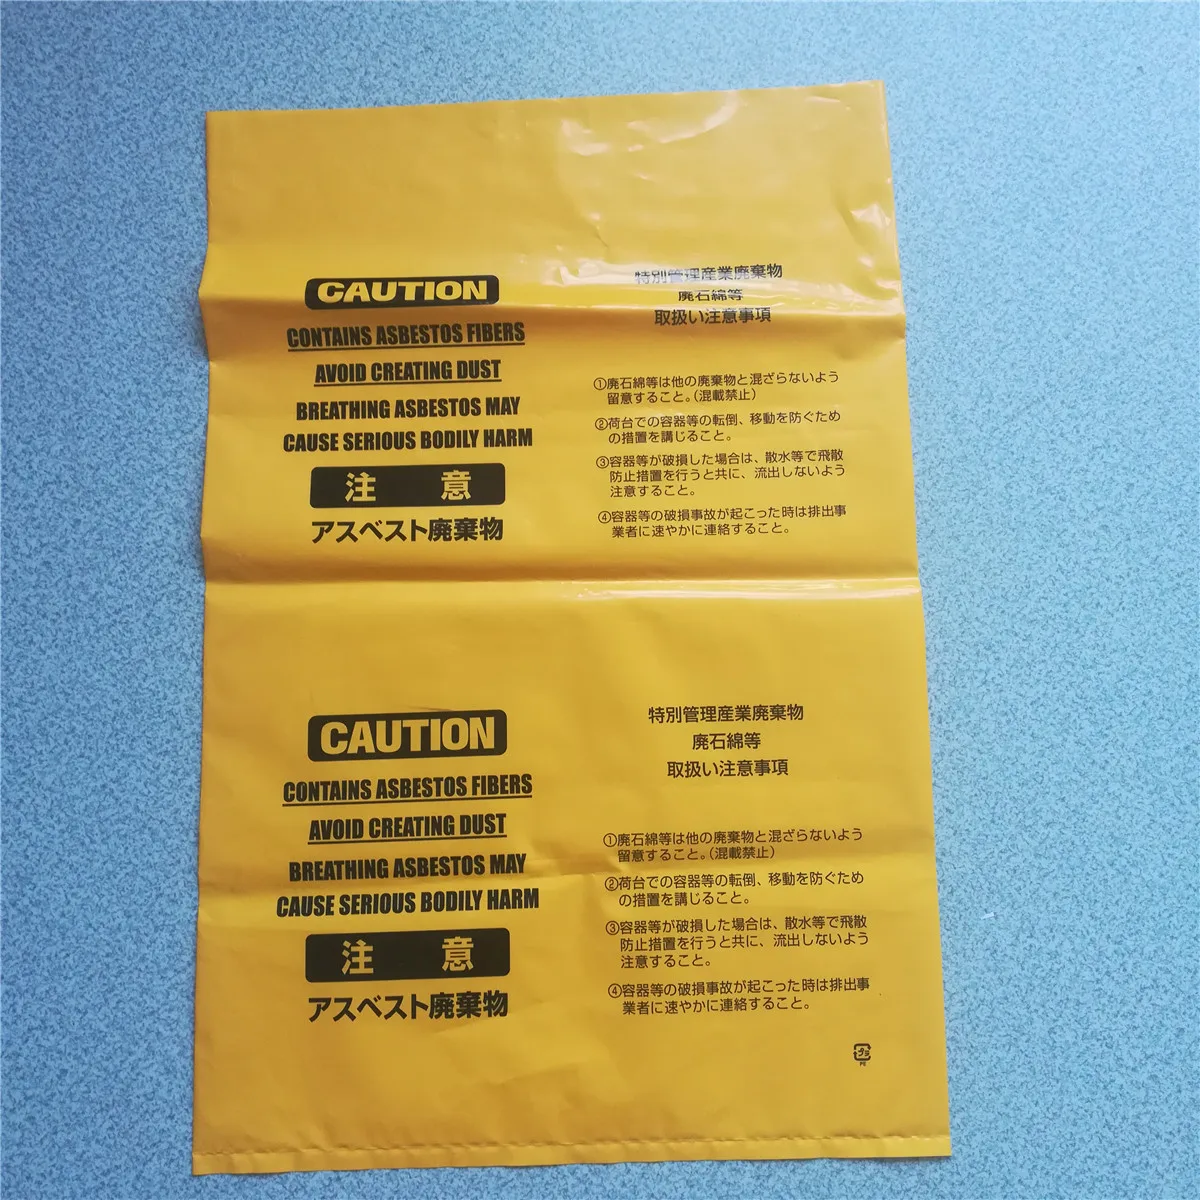 CAUTION
CONTAINS ASBESTOS FIBERS
AVOID CREATING DUST
BREATHING ASBESTOS MAY
CAUSE SERIOUS BODILY HARM
注 意
アスベスト廃棄物
特別管理産業廃棄物
廃石綿等
取扱い注意事項
①廃石綿等は他の廃棄物と混ざらないよう
留意すること。(混載禁止)
②荷台での容器等の転倒、移動を防ぐため
の措置を講じること。
③容器等が破損した場合は、散水等で飛散
防止措置を行うと共に、流出しないよう
注意すること。
④容器等の破損事故が起こった時は排出事
業者に速やかに連絡すること。
CAUTION
CONTAINS ASBESTOS FIBERS
AVOID CREATING DUST
BREATHING ASBESTOS MAY
CAUSE SERIOUS BODILY HARM
注 意
アスベスト廃棄物
特別管理産業廃棄物
廃石綿等
取扱い注意事項
①廃石綿等は他の廃棄物と混ざらないよう
留意すること。(混載禁止)
②荷台での容器等の転倒、移動を防ぐため
の措置を講じること。
③容器等が破損した場合は、散水等で飛散
防止措置を行うと共に、流出しないよう
注意すること。
④容器等の破損事故が起こった時は排出事
業者に速やかに連絡すること。
プラ
PE